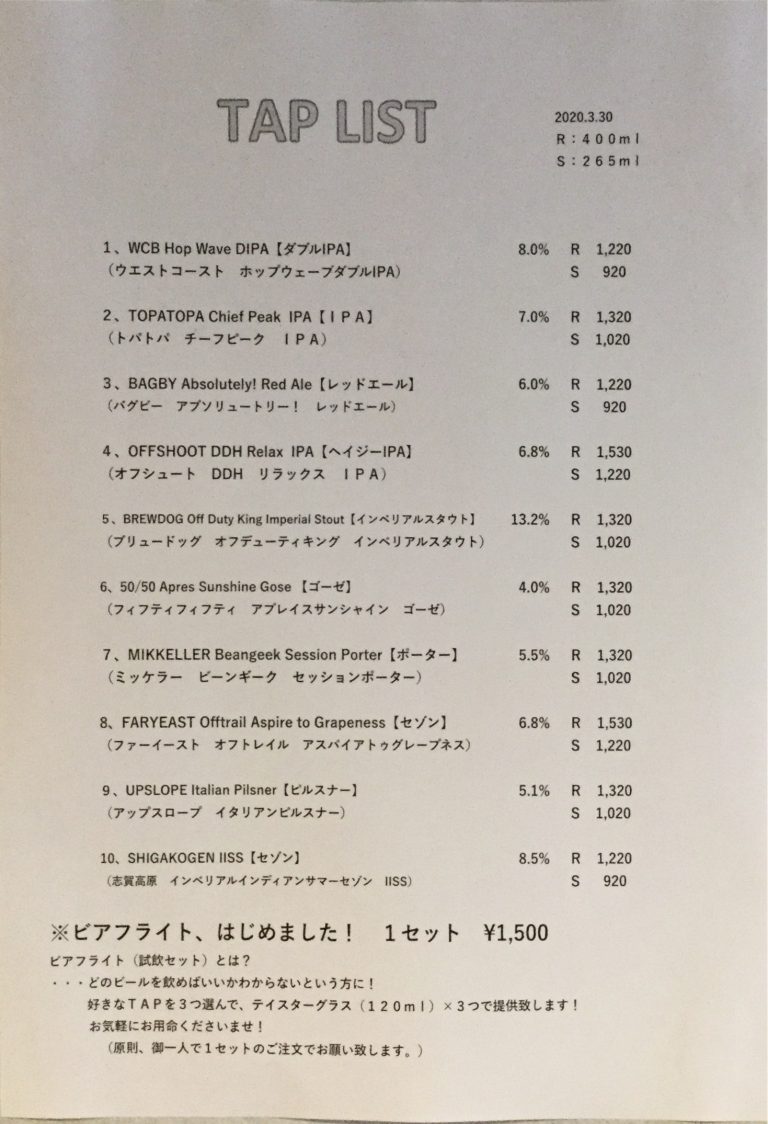 TAP LIST
2020.3.30
R:400ml
S:265ml
1、WCB Hop Wave DIPA【ダブルIPA】 8.0% R 1,220
(ウエストコースト ホップウェーブダブルIPA) S 920
2、TOPATOPA Chief Peak IPA【IPA】 7.0% R 1,320
(トパトパ チーフピーク IPA) S 1,020
3、BAGBY Absolutely! Red Ale【レッドエール】 6.0% R 1,220
(バグビー アブソリュートリー! レッドエール) S 920
4、OFFSHOOT DDH Relax IPA【ヘイジーIPA】 6.8% R 1,530
(オフシュート DDH リラックス IPA) S 1,220
5、BREWDOG Off Duty King Imperial Stout【インペリアルスタウト】 13.2% R 1,320
(ブリュードッグ オフデューティキング インペリアルスタウト) S 1,020
6、50/50 Apres Sunshine Gose【ゴーゼ】 4.0% R 1,320
(フィフティフィフティ アプレイスサンシャイン ゴーゼ) S 1,020
7、MIKKELLER Beangeek Session Porter【ポーター】 5.5% R 1,320
(ミッケラー ビーンギーク セッションポーター) S 1,020
8、FARYEAST Offtrail Aspire to Grapeness【セゾン】 6.8% R 1,530
(ファーイースト オフトレイル アスパイアトゥグレープネス) S 1,220
9、UPSLOPE Italian Pilsner【ピルスナー】 5.1% R 1,320
(アップスロープ イタリアンピルスナー) S 1,020
10、SHIGAKOGEN IISS【セゾン】 8.5% R 1,220
(志賀高原 インペリアルインディアンサマーセゾン IISS) S 920
※ビアフライト、はじめました! 1セット ¥1,500
ビアフライト(試飲セット)とは?
・・・どのビールを飲めばいいかわからないという方に!
好きなTAPを3つ選んで、テイスターグラス(120ml)×3つで提供致します!
お気軽にお用命くださいませ!
(原則、御一人で1セットのご注文でお願い致します。)